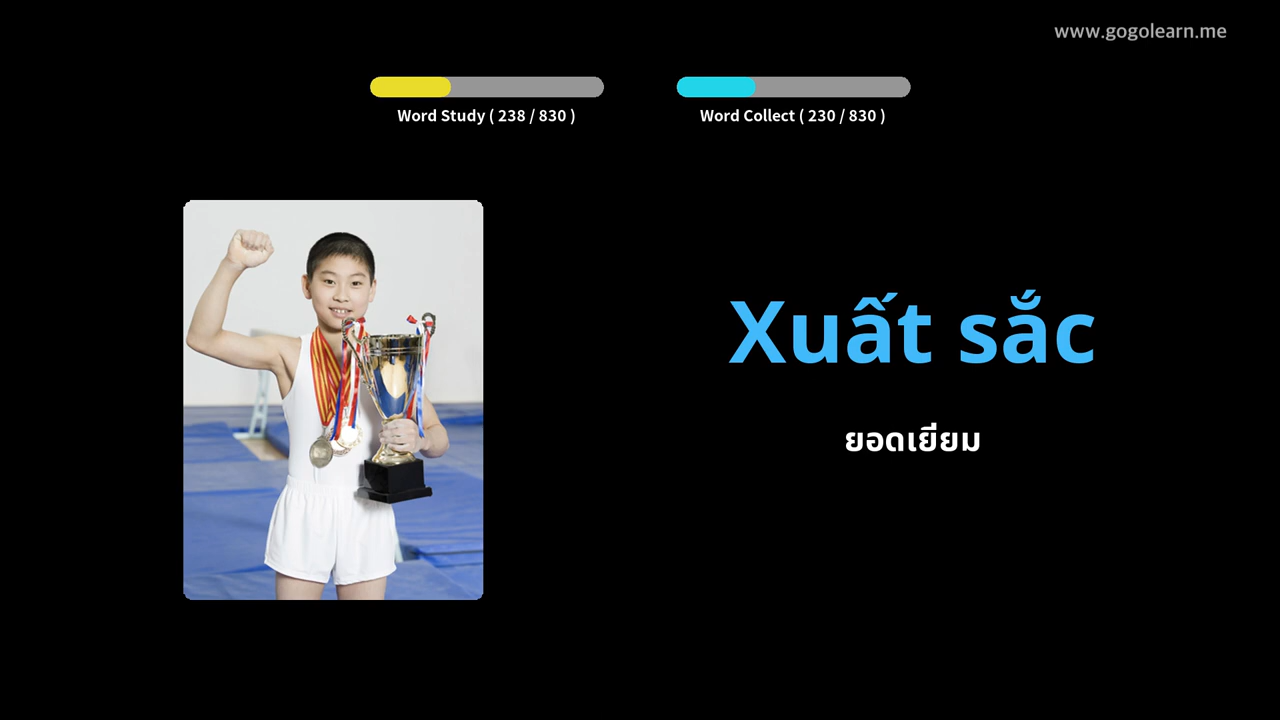 www.gogolearn.me
Word Study ( 238 / 830 )
Word Collect ( 230 / 830 )
Xuất sắc
ยอดเยี่ยม